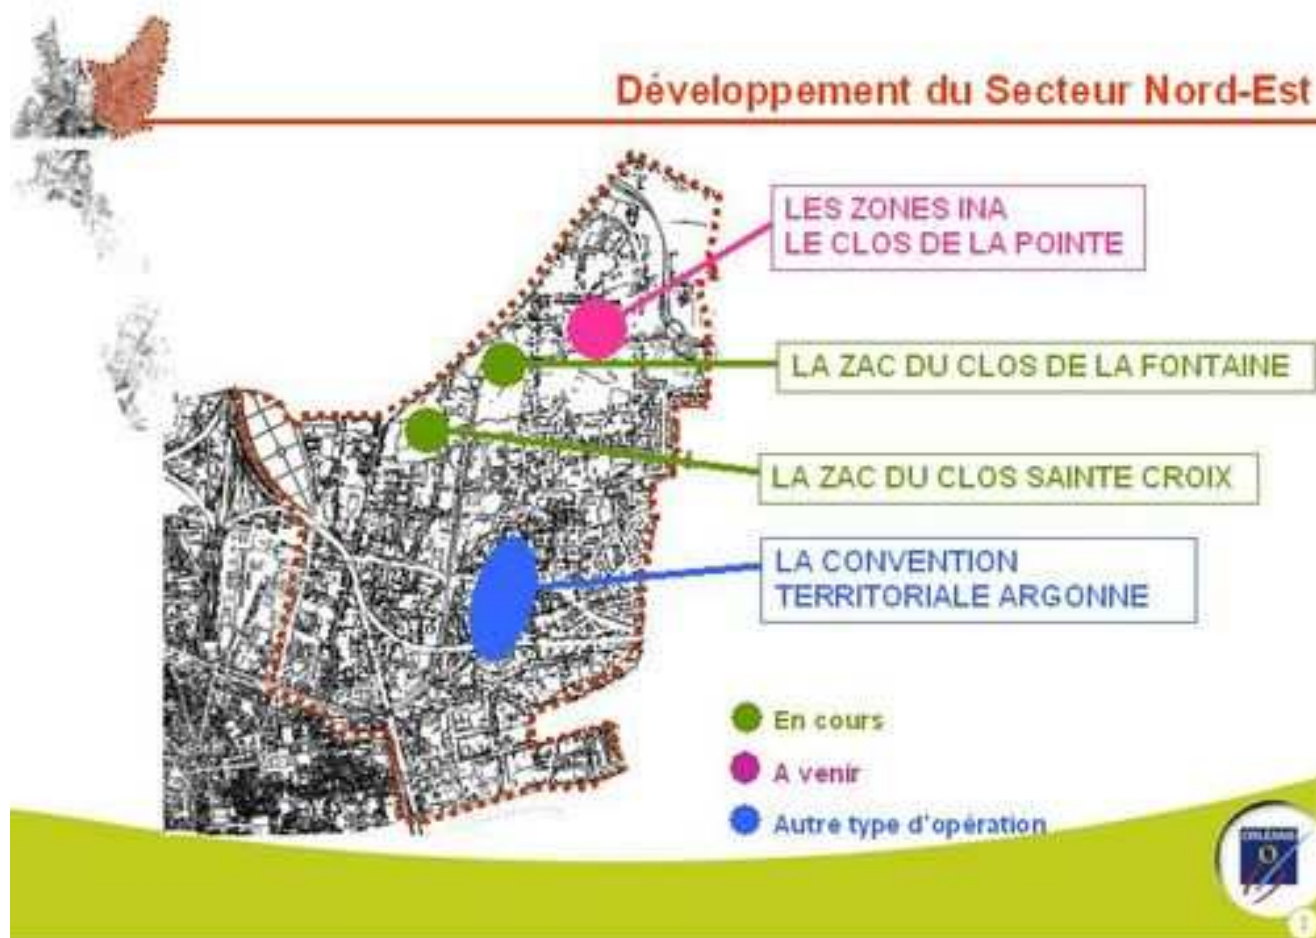 Développement du Secteur Nord-Est
LES ZONES INA
LE CLOS DE LA POINTE
LA ZAC DU CLOS DE LA FONTAINE
LA ZAC DU CLOS SAINTE CROIX
LA CONVENTION
TERRITORIALE ARGONNE
En cours
A venir
Autre type d'opération
ORLÉANS